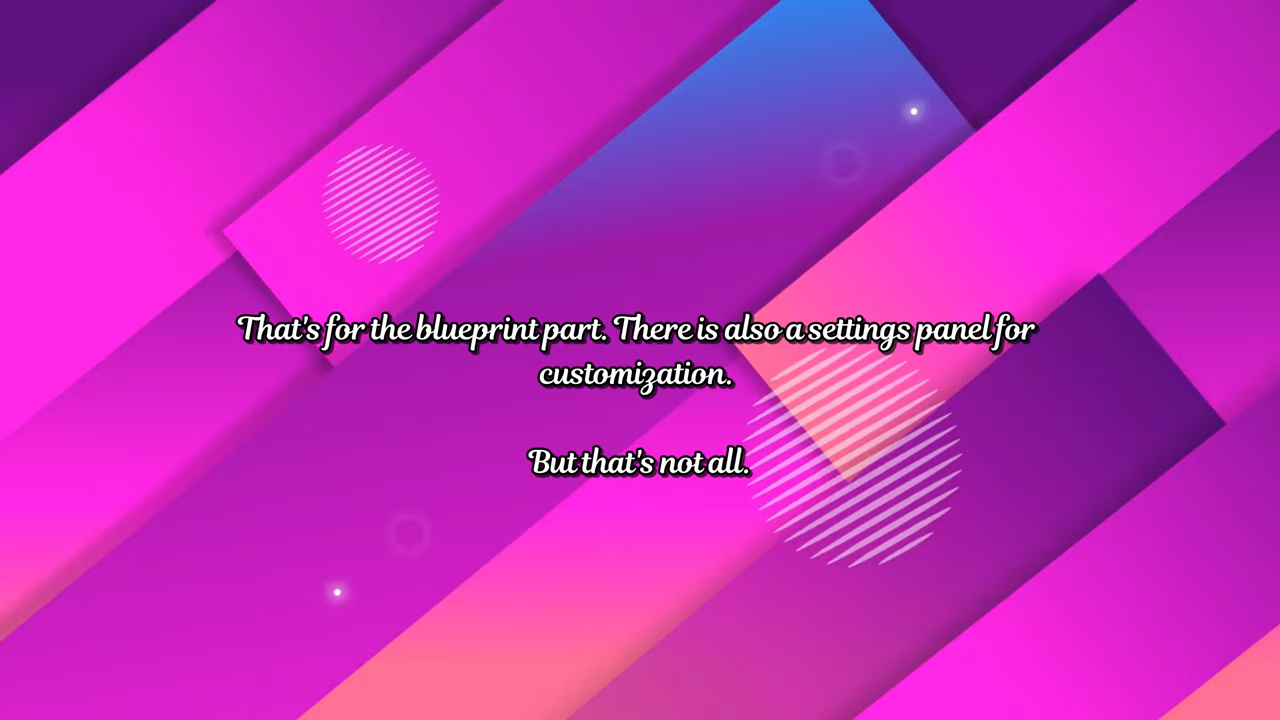 That's for the blueprint part. There is also a settings panel for
customization.
But that's not all.